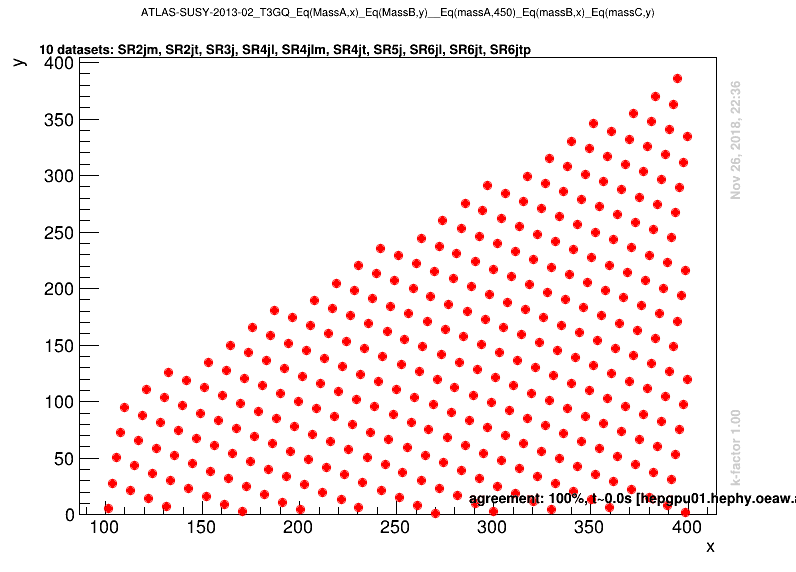 ATLAS-SUSY-2013-02_T3GQ_Eq(MassA,x)_Eq(MassB,y)__Eq(massA,450)_Eq(massB,x)_Eq(massC,y)
10 datasets: SR2jm, SR2jt, SR3j, SR4jl, SR4jlm, SR4jt, SR5j, SR6jl, SR6jt, SR6jtp
y
400
350
300
250
200
150
100
50
0
Nov 26, 2018, 22:36
k-factor 1.00
agreement: 100%, t~0.0s [hepgpu01.hephy.oeaw.a
100 150 200 250 300 350 400
x